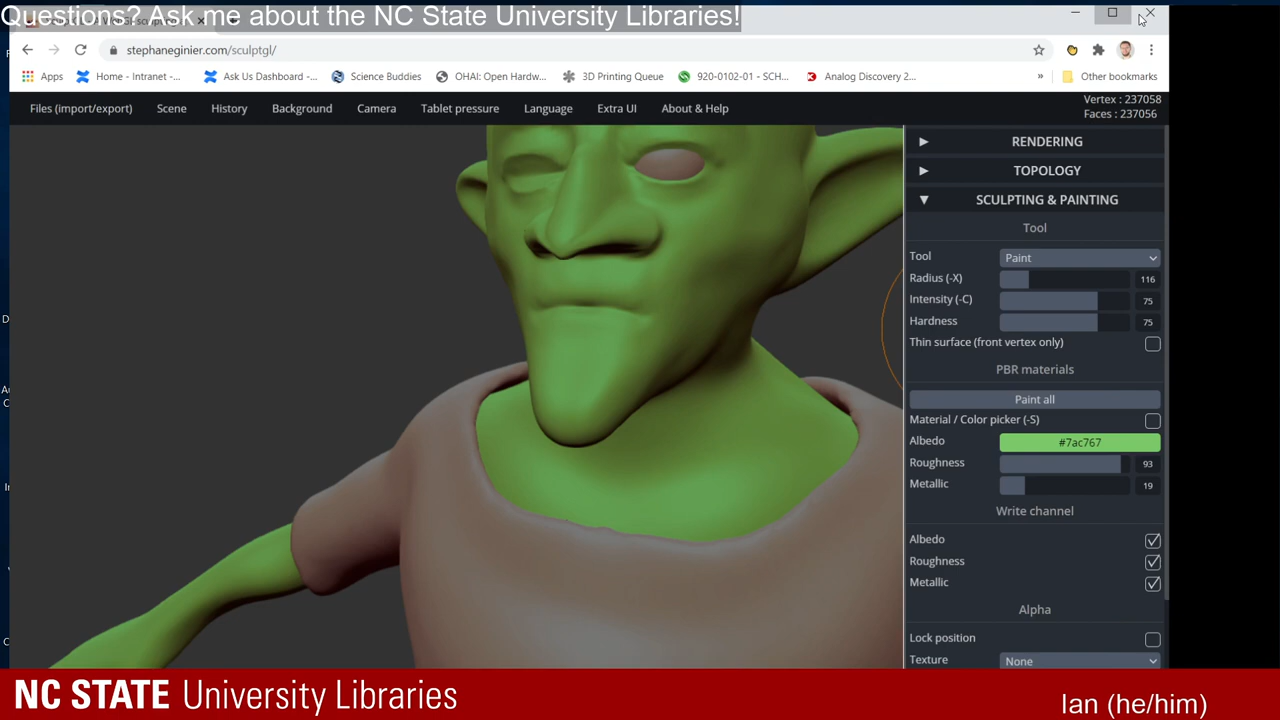 Questions? Ask me about the NC State University Libraries!
stephaneginier.com/sculptgl/
Apps
Home - Intranet -...
Ask Us Dashboard -...
Science Buddies
OHAI: Open Hardw...
3D Printing Queue
920-0102-01 - SCH...
Analog Discovery 2...
»
Other bookmarks
Files (import/export)
Scene
History
Background
Camera
Tablet pressure
Language
Extra UI
About & Help
Vertex : 237058
Faces : 237056
RENDERING
TOPOLOGY
SCULPTING & PAINTING
Tool
Tool Paint
Radius (-X) 116
Intensity (-C) 75
Hardness 75
Thin surface (front vertex only)
PBR materials
Paint all
Material / Color picker (-S)
Albedo #7ac767
Roughness 93
Metallic 19
Write channel
Albedo
Roughness
Metallic
Alpha
Lock position
Texture None
NC STATE University Libraries
Ian (he/him)